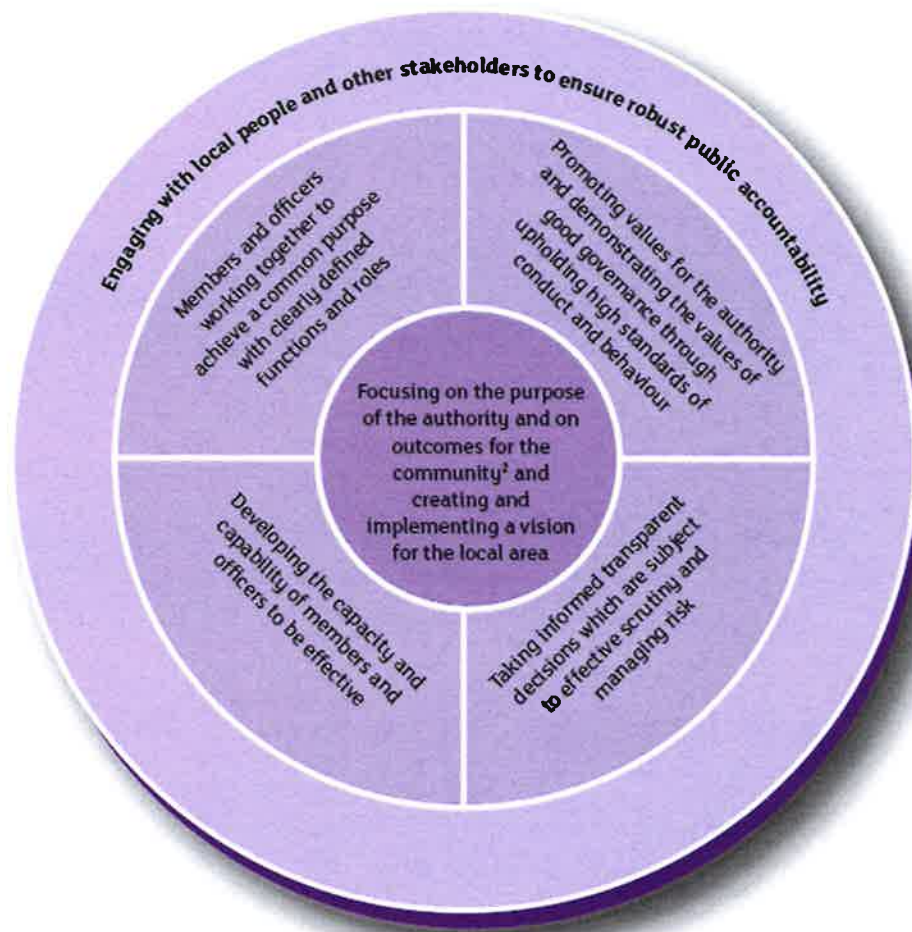 Engaging with local people and other stakeholders to ensure robust public accountability
Members and officers
working together to
achieve a common purpose
with clearly defined
functions and roles
Promoting values for the authority
and demonstrating the values of
good governance through
upholding high standards of
conduct and behaviour
Focusing on the purpose
of the authority and on
outcomes for the
community² and
creating and
implementing a vision
for the local area
Developing the capacity and
capability of members and
officers to be effective
Taking informed transparent
decisions which are subject
to effective scrutiny and
managing risk